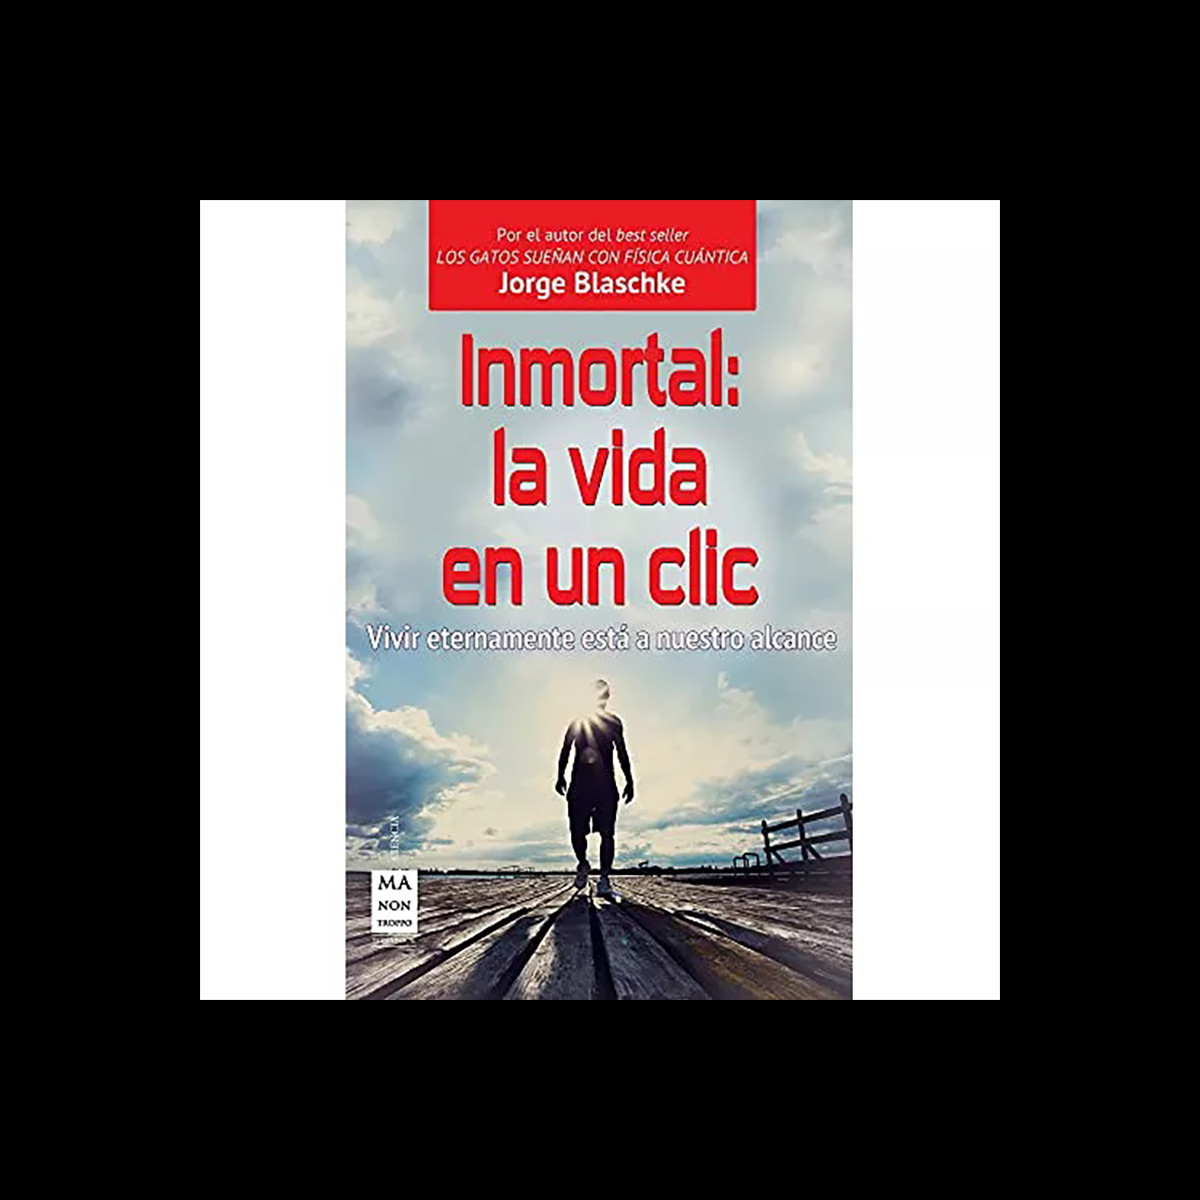 Por el autor del best seller
LOS GATOS SUEÑAN CON FÍSICA CUÁNTICA
Jorge Blaschke
Inmortal:
la vida
en un clic
Vivir eternamente está a nuestro alcance
CIENCIA
MA
NON
TROPPO